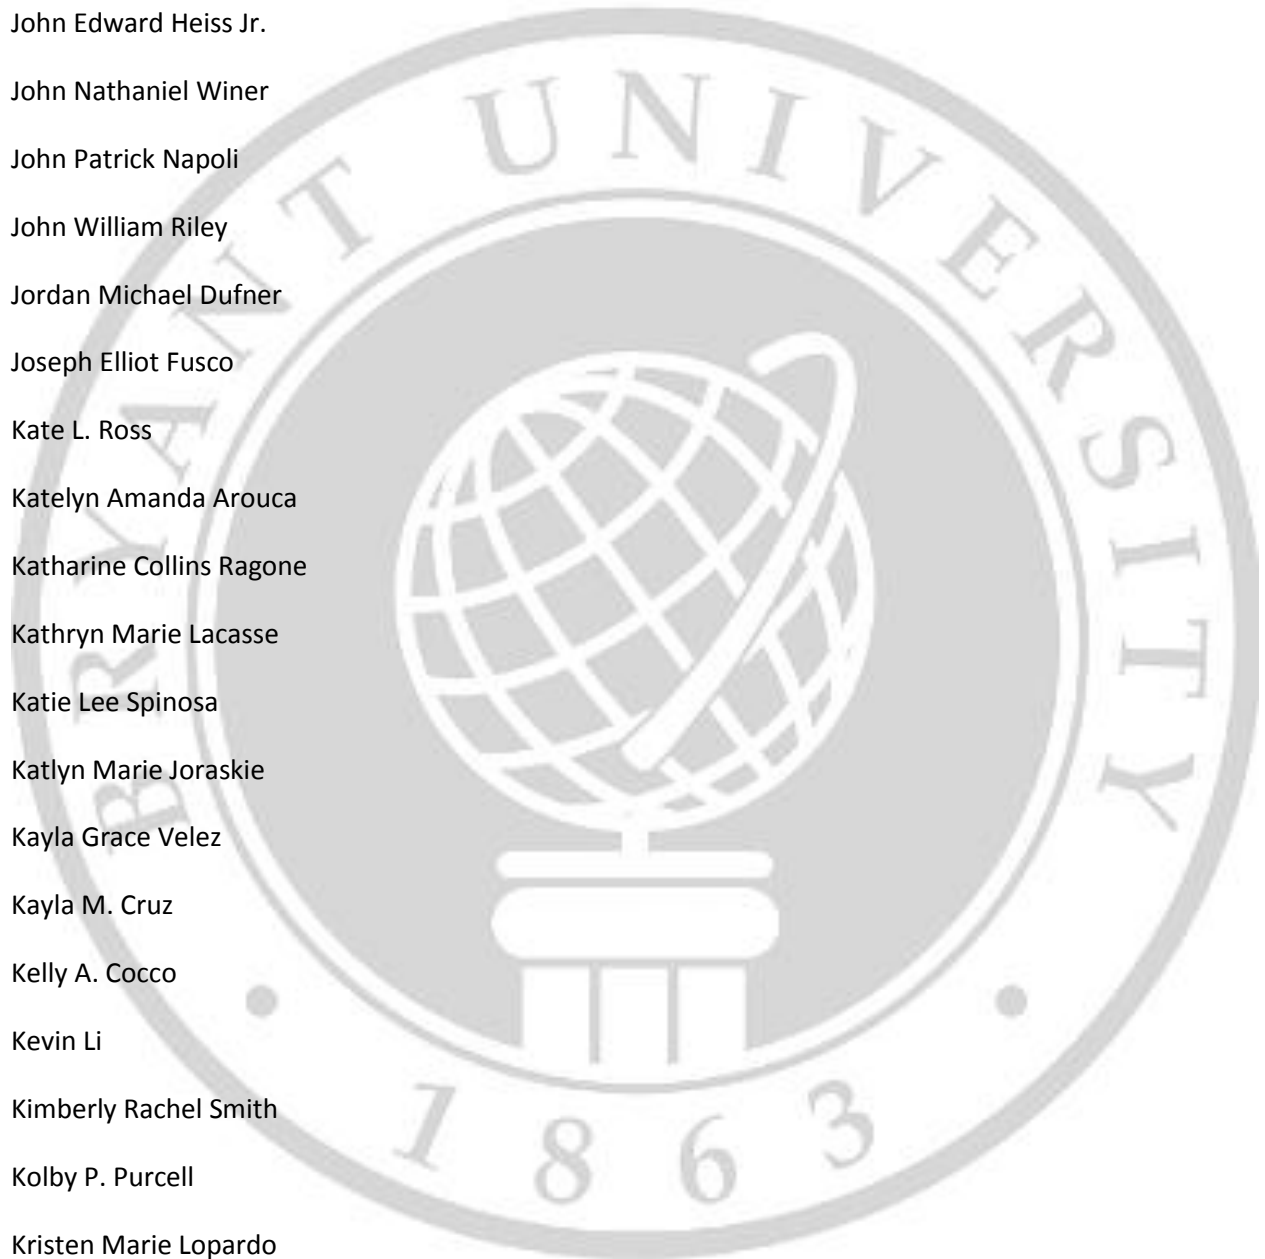 John Edward Heiss Jr.
John Nathaniel Winer
John Patrick Napoli
John William Riley
Jordan Michael Dufner
Joseph Elliot Fusco
Kate L. Ross
Katelyn Amanda Arouca
Katharine Collins Ragone
Kathryn Marie Lacasse
Katie Lee Spinosa
Katlyn Marie Joraskie
Kayla Grace Velez
Kayla M. Cruz
Kelly A. Cocco
Kevin Li
Kimberly Rachel Smith
Kolby P. Purcell
Kristen Marie Lopardo
BRYANT UNIVERSITY
1863